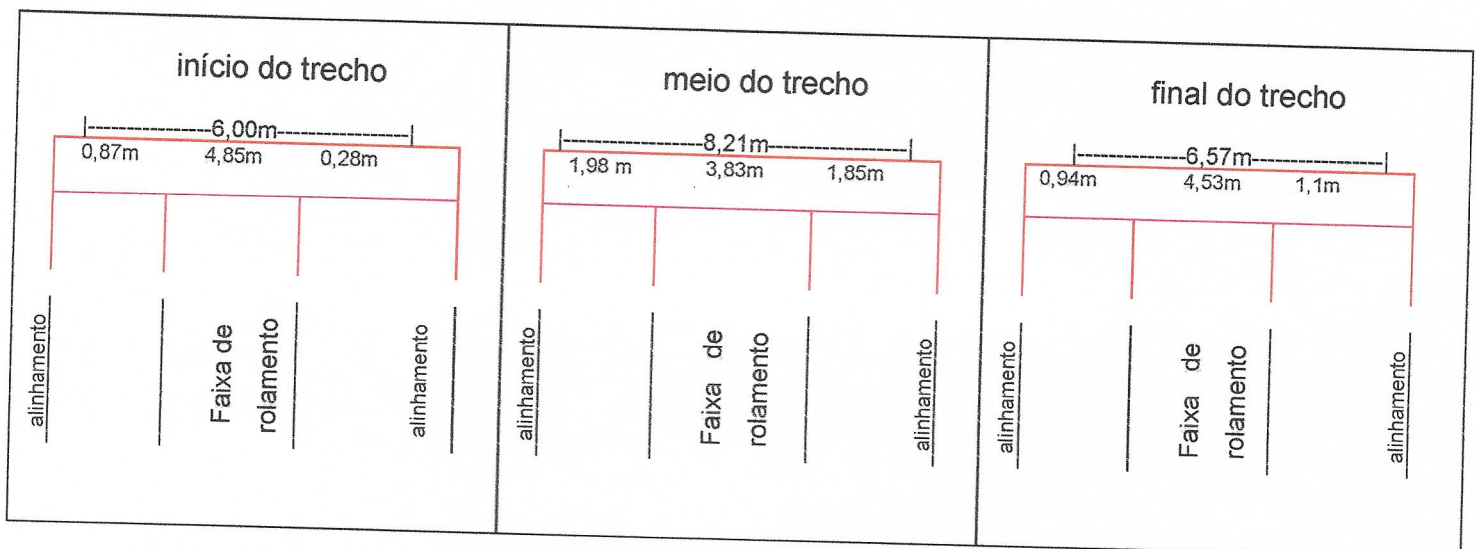 início do trecho
|-----------------6,00m------------------|
0,87m 4,85m 0,28m
alinhamento
Faixa de
rolamento
alinhamento
meio do trecho
|------------------8,21m-------------------|
1,98 m 3,83m 1,85m
alinhamento
Faixa de
rolamento
alinhamento
final do trecho
|--------------6,57m-----------------|
0,94m 4,53m 1,1m
alinhamento
Faixa de
rolamento
alinhamento